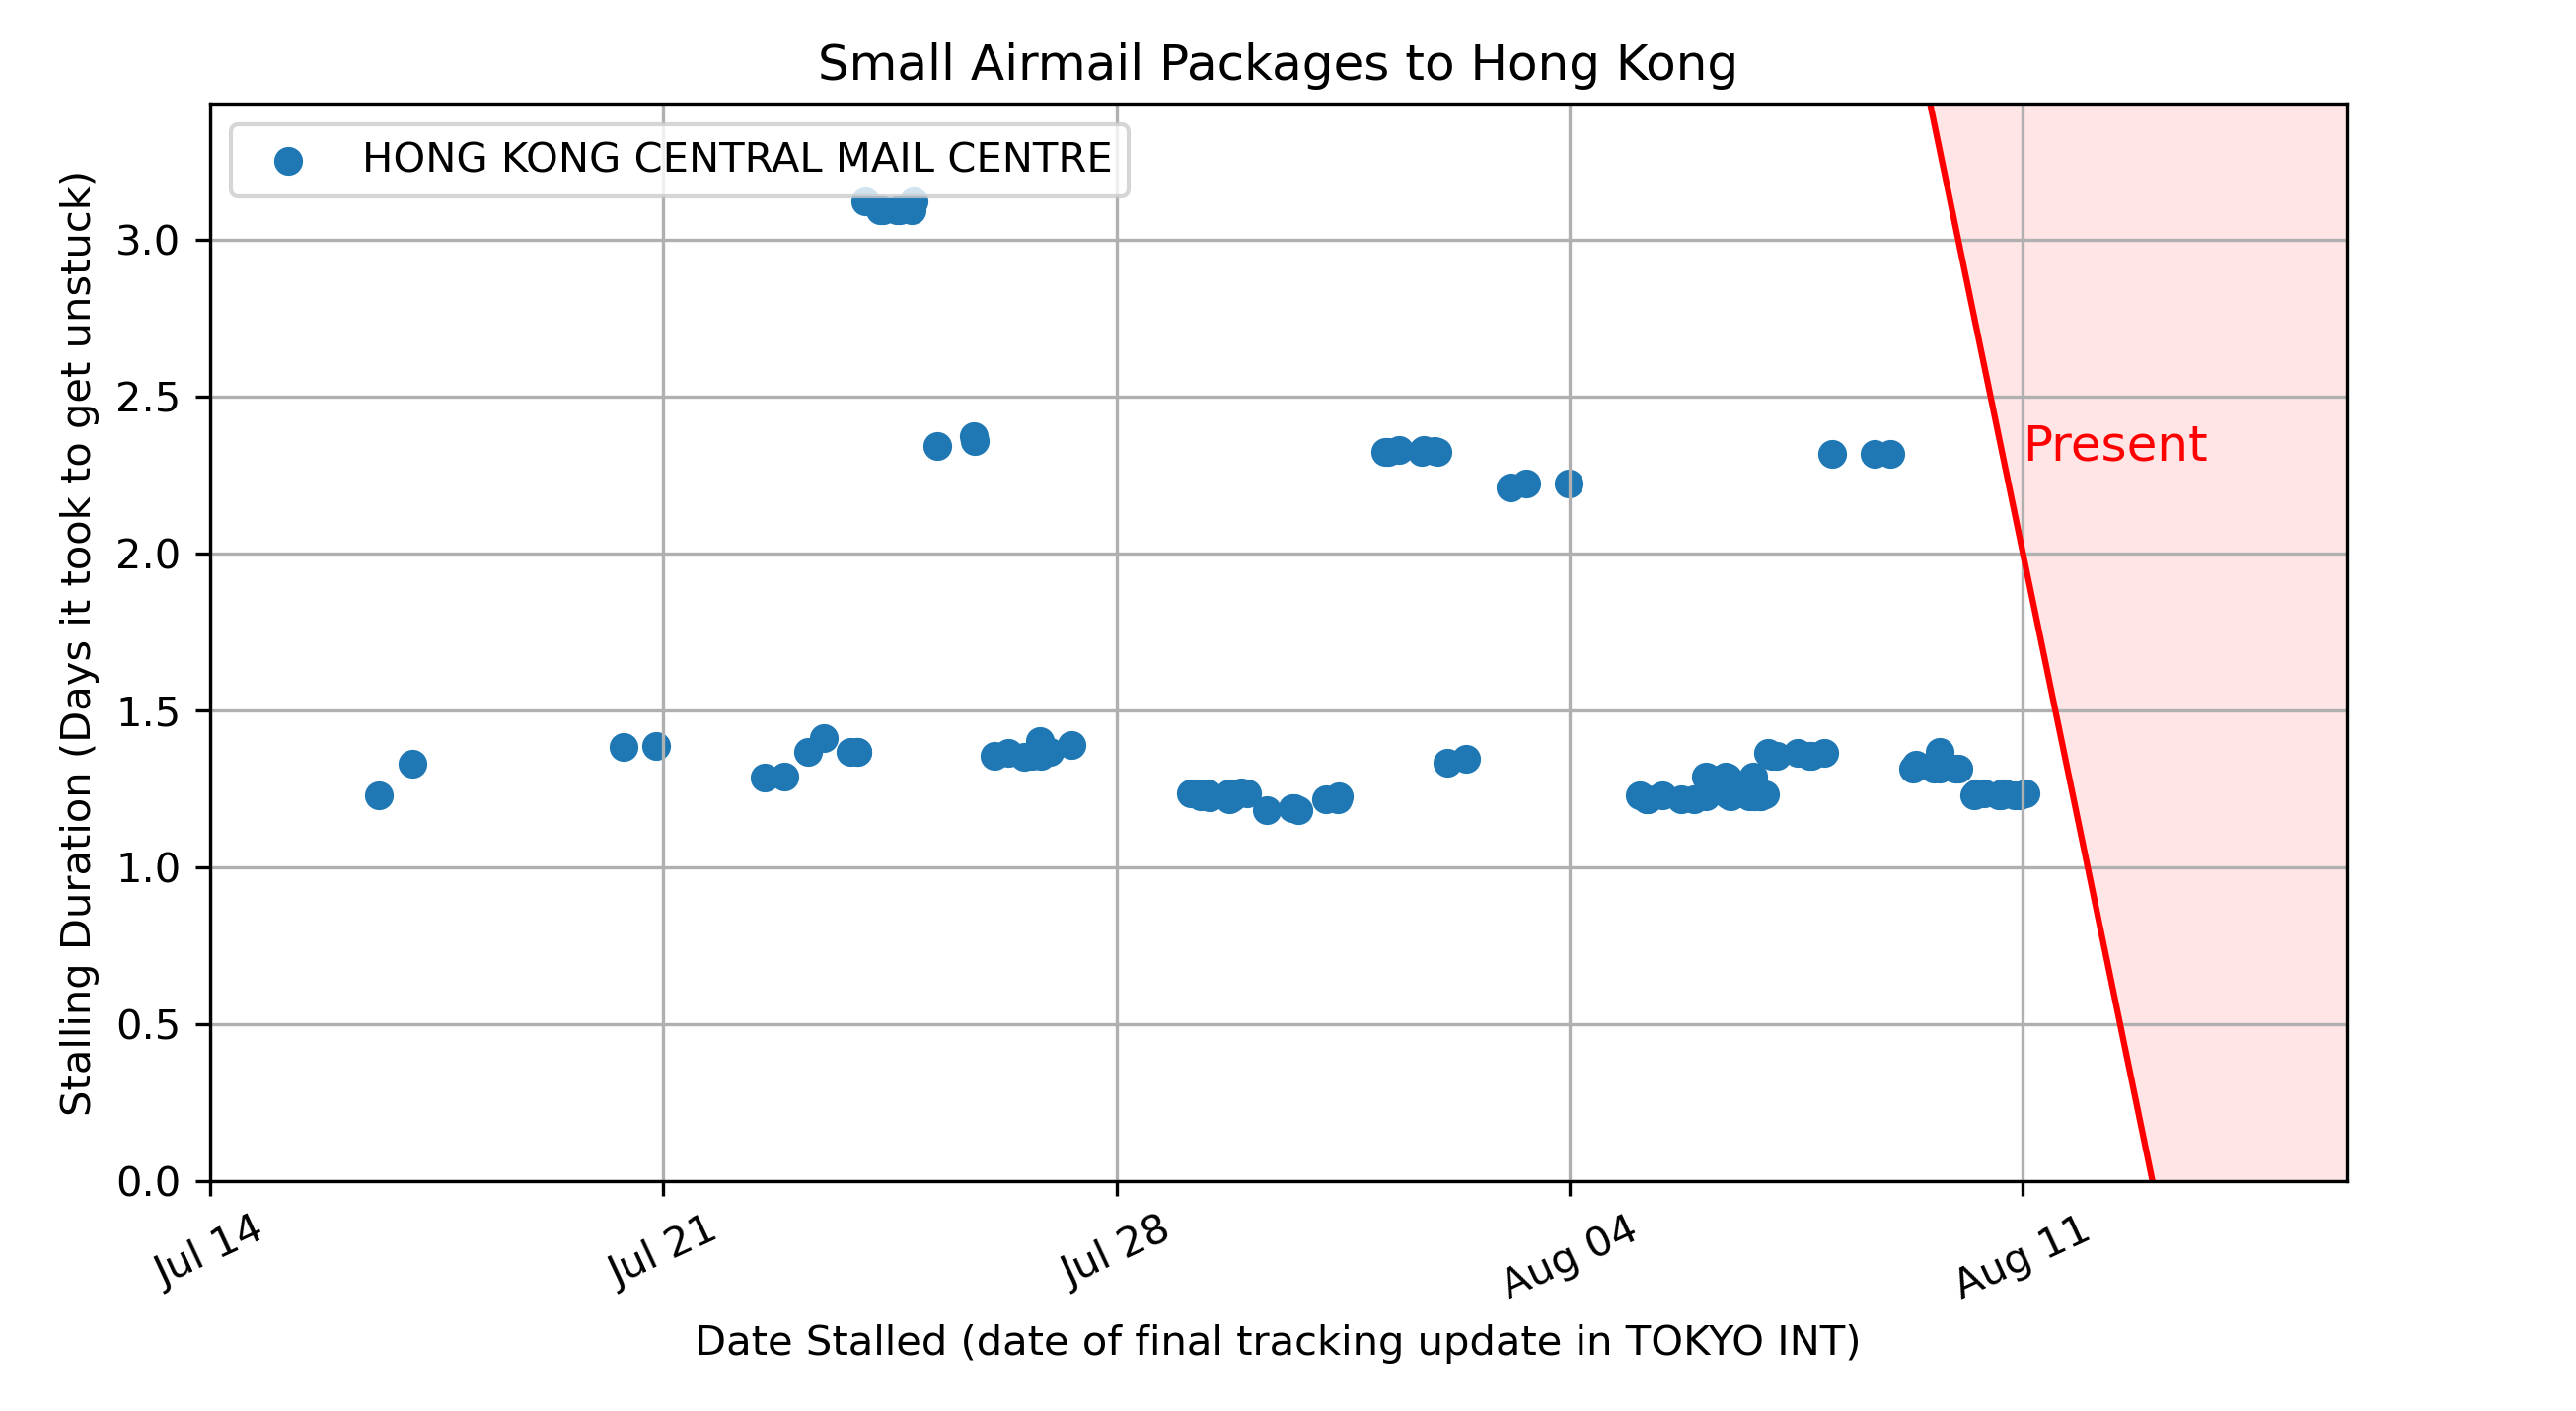 Small Airmail Packages to Hong Kong
HONG KONG CENTRAL MAIL CENTRE
Stalling Duration (Days it took to get unstuck)
3.0
2.5
2.0
1.5
1.0
0.5
0.0
Present
Jul 14
Jul 21
Jul 28
Aug 04
Aug 11
Date Stalled (date of final tracking update in TOKYO INT)